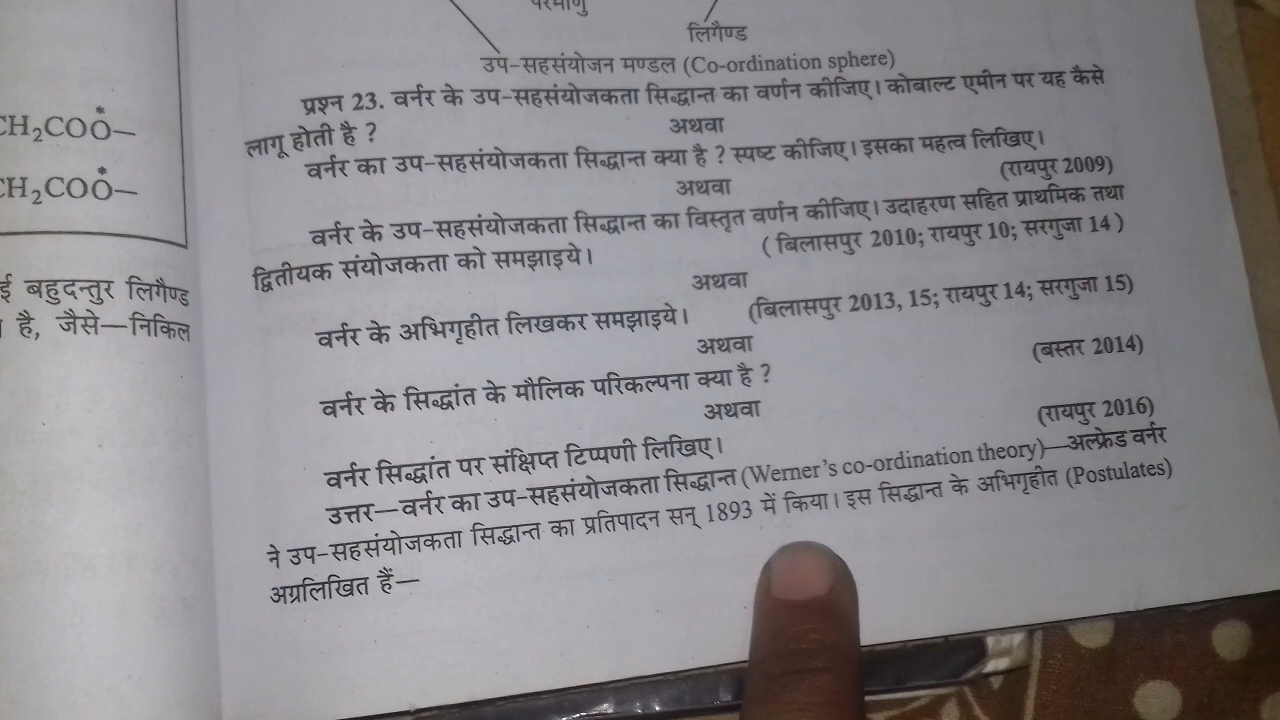 परमाणु
लिगैण्ड
उप-सहसंयोजन मण्डल (Co-ordination sphere)
प्रश्न 23. वर्नर के उप-सहसंयोजकता सिद्धान्त का वर्णन कीजिए। कोबाल्ट एमीन पर यह कैसे
लागू होती है ?
अथवा
वर्नर का उप-सहसंयोजकता सिद्धान्त क्या है ? स्पष्ट कीजिए। इसका महत्व लिखिए।
(रायपुर 2009)
अथवा
वर्नर के उप-सहसंयोजकता सिद्धान्त का विस्तृत वर्णन कीजिए। उदाहरण सहित प्राथमिक तथा
द्वितीयक संयोजकता को समझाइये।
( बिलासपुर 2010; रायपुर 10; सरगुजा 14 )
अथवा
वर्नर के अभिगृहीत लिखकर समझाइये।
(बिलासपुर 2013, 15; रायपुर 14; सरगुजा 15)
अथवा
(बस्तर 2014)
वर्नर के सिद्धांत के मौलिक परिकल्पना क्या है ?
अथवा
(रायपुर 2016)
वर्नर सिद्धांत पर संक्षिप्त टिप्पणी लिखिए।
उत्तर—वर्नर का उप-सहसंयोजकता सिद्धान्त (Werner's co-ordination theory)—अल्फ्रेड वर्नर
ने उप-सहसंयोजकता सिद्धान्त का प्रतिपादन सन् 1893 में किया। इस सिद्धान्त के अभिगृहीत (Postulates)
अग्रलिखित हैं—
CH₂COÖ—
CH₂COÖ—
ई बहुदन्तुर लिगैण्ड
है, जैसे—निकिल